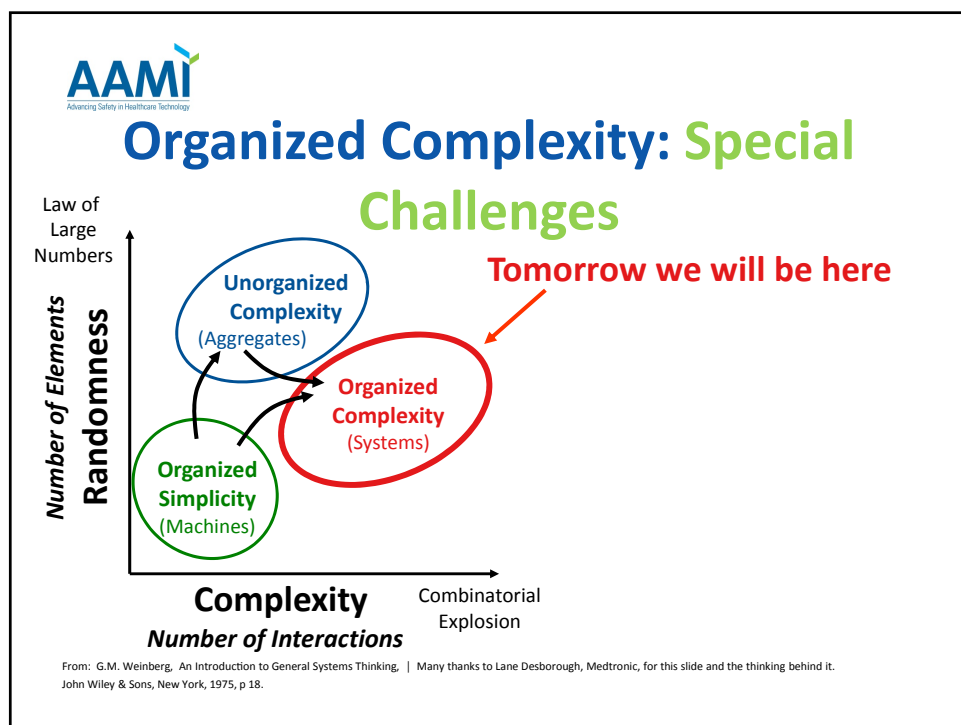 AAMI
Advancing Safety in Healthcare Technology
Organized Complexity: Special
Challenges
Law of
Large
Numbers
Tomorrow we will be here
Unorganized
Complexity
(Aggregates)
Number of Elements
Randomness
Organized
Complexity
(Systems)
Organized
Simplicity
(Machines)
Complexity
Number of Interactions
Combinatorial
Explosion
From: G.M. Weinberg, An Introduction to General Systems Thinking, | Many thanks to Lane Desborough, Medtronic, for this slide and the thinking behind it.
John Wiley & Sons, New York, 1975, p 18.